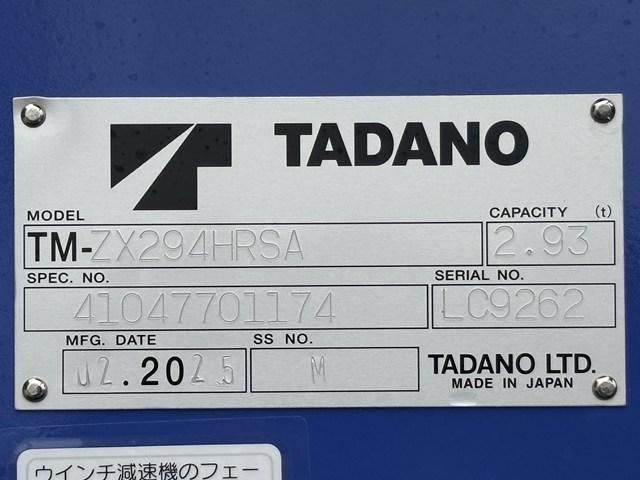 TADANO
MODEL
TM-ZX294HRSA
CAPACITY (t)
2.93
SPEC. NO.
41047701174
SERIAL NO.
LC9262
MFG. DATE
02.2025
SS NO.
M
TADANO LTD.
MADE IN JAPAN
ウインチ減速機のフェー